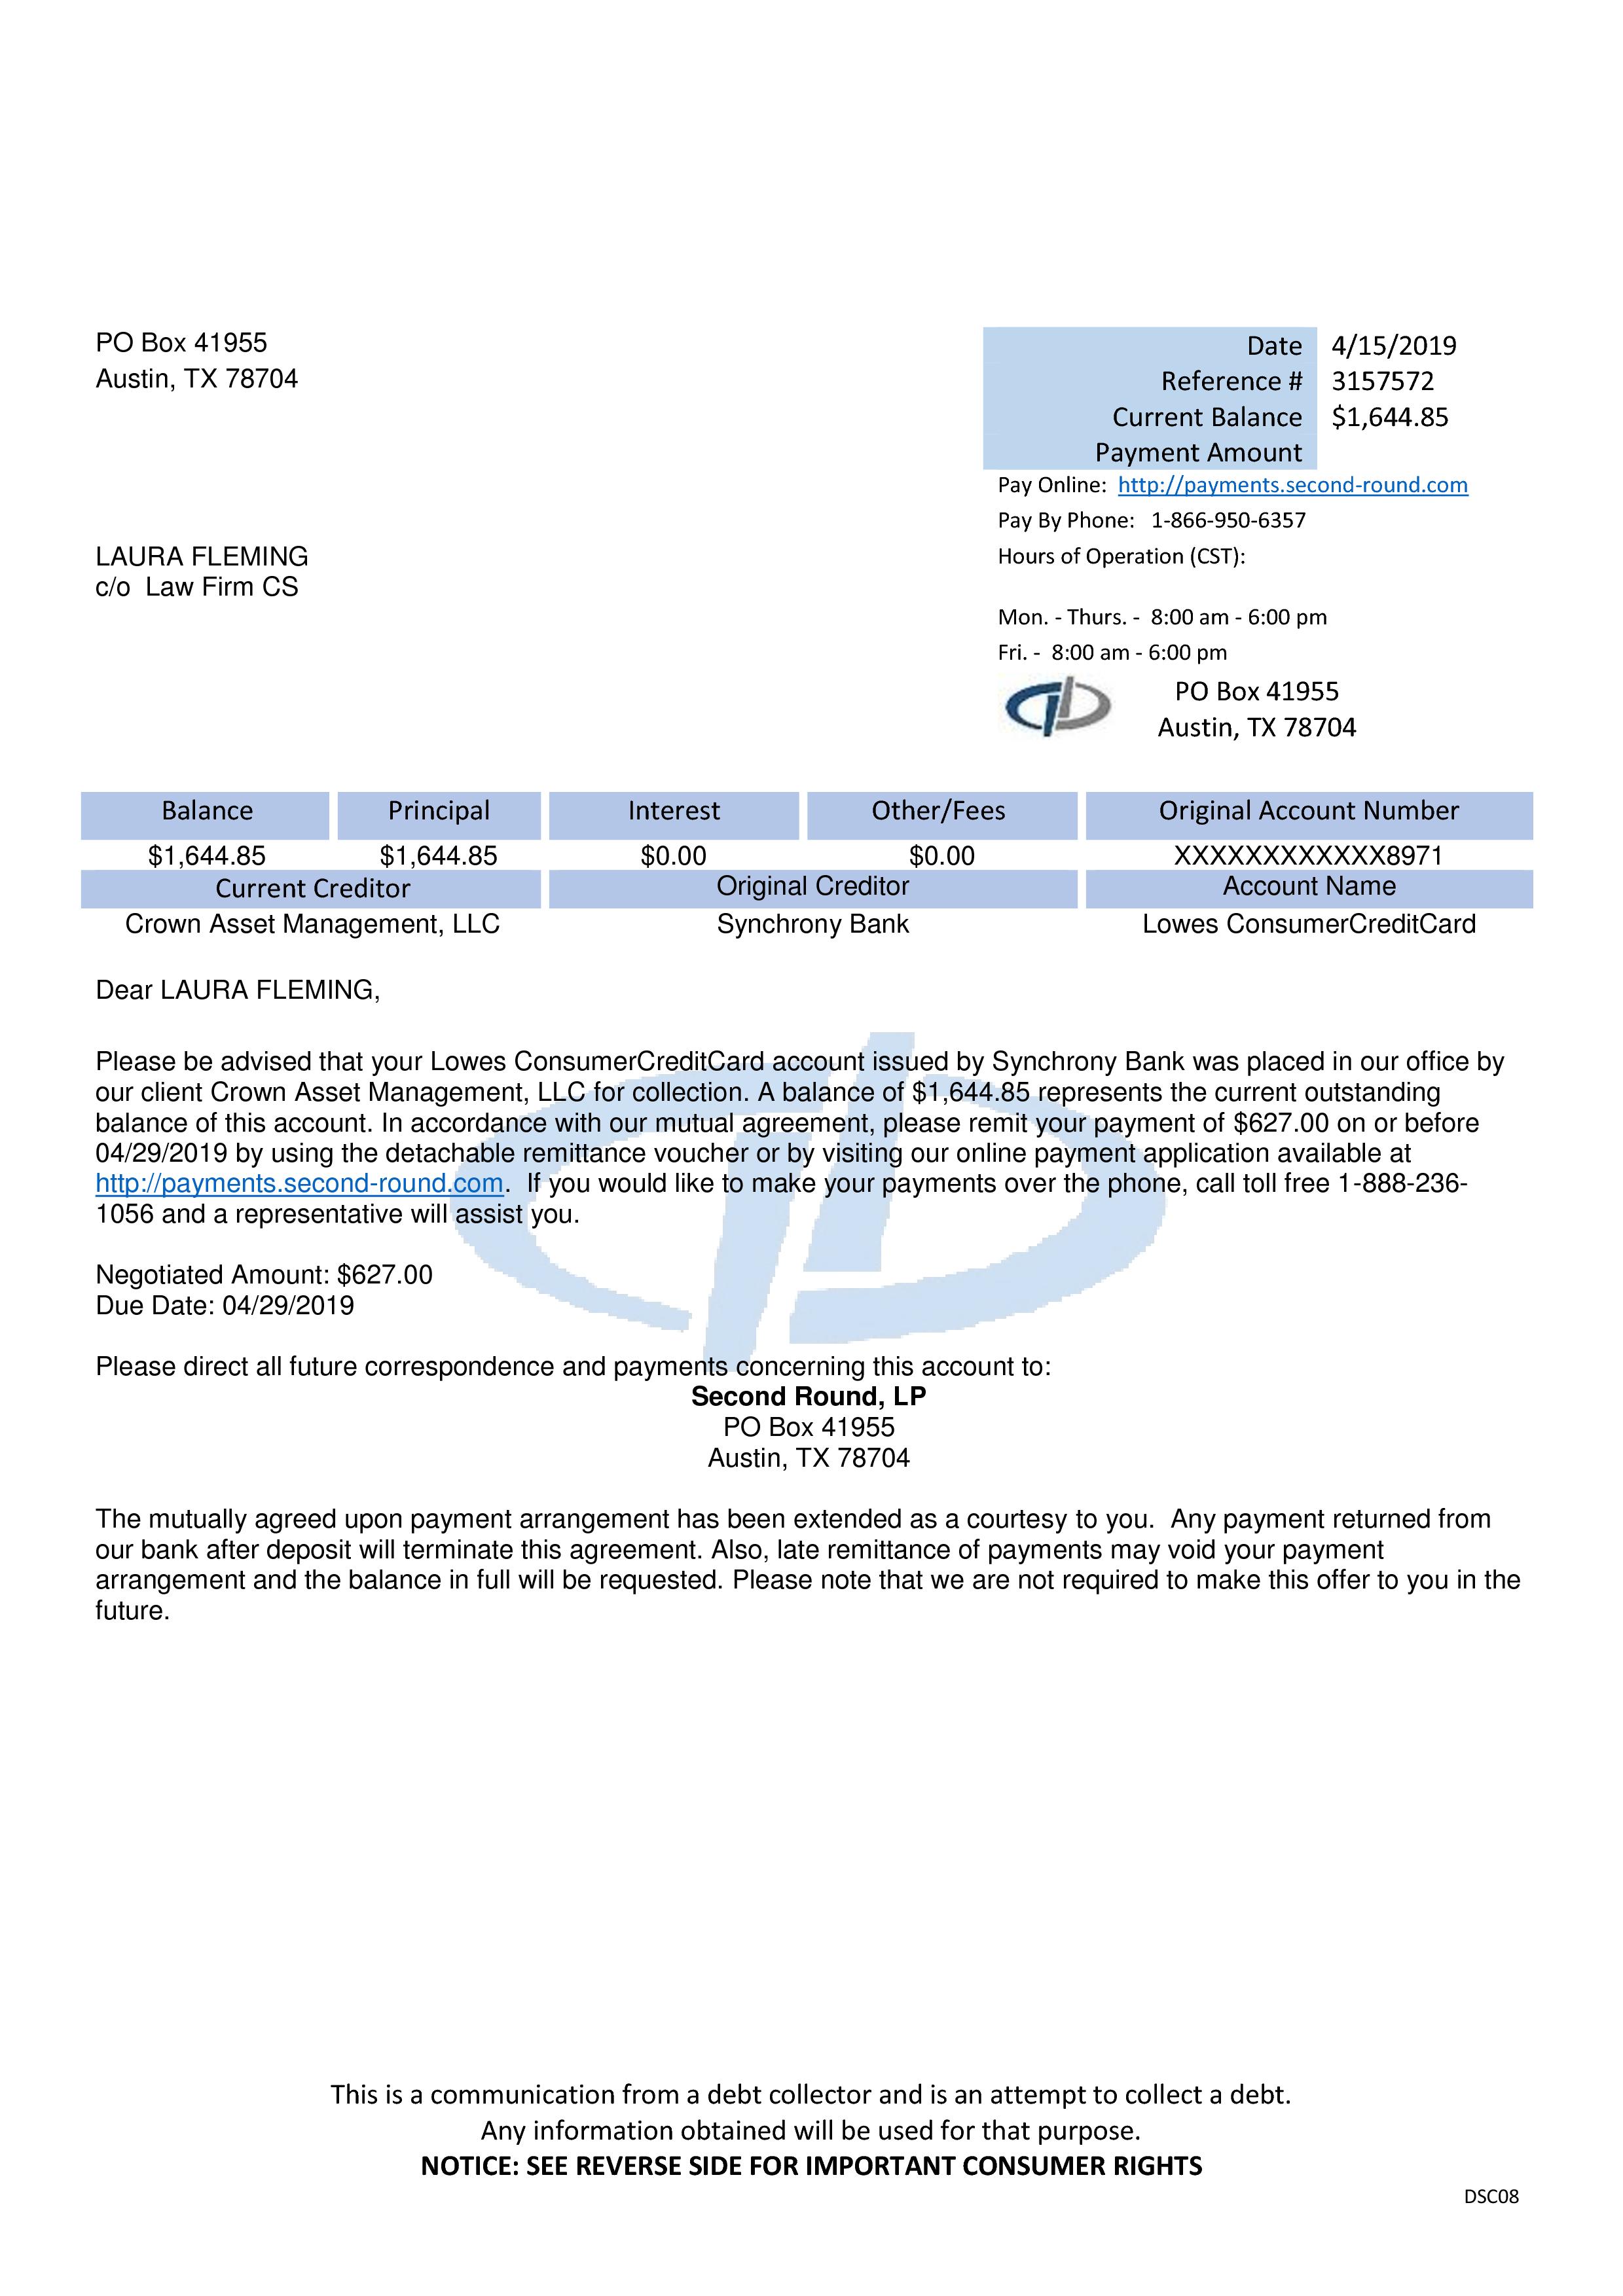 PO Box 41955
Austin, TX 78704
Date 4/15/2019
Reference # 3157572
Current Balance $1,644.85
Payment Amount
Pay Online: http://payments.second-round.com
Pay By Phone: 1-866-950-6357
Hours of Operation (CST):
Mon. - Thurs. - 8:00 am - 6:00 pm
Fri. - 8:00 am - 6:00 pm
PO Box 41955
Austin, TX 78704
LAURA FLEMING
c/o Law Firm CS
Balance Principal Interest Other/Fees Original Account Number
$1,644.85 $1,644.85 $0.00 $0.00 XXXXXXXXXXXX8971
Current Creditor Original Creditor Account Name
Crown Asset Management, LLC Synchrony Bank Lowes ConsumerCreditCard
Dear LAURA FLEMING,
Please be advised that your Lowes ConsumerCreditCard account issued by Synchrony Bank was placed in our office by
our client Crown Asset Management, LLC for collection. A balance of $1,644.85 represents the current outstanding
balance of this account. In accordance with our mutual agreement, please remit your payment of $627.00 on or before
04/29/2019 by using the detachable remittance voucher or by visiting our online payment application available at
http://payments.second-round.com. If you would like to make your payments over the phone, call toll free 1-888-236-
1056 and a representative will assist you.
Negotiated Amount: $627.00
Due Date: 04/29/2019
Please direct all future correspondence and payments concerning this account to:
Second Round, LP
PO Box 41955
Austin, TX 78704
The mutually agreed upon payment arrangement has been extended as a courtesy to you. Any payment returned from
our bank after deposit will terminate this agreement. Also, late remittance of payments may void your payment
arrangement and the balance in full will be requested. Please note that we are not required to make this offer to you in the
future.
This is a communication from a debt collector and is an attempt to collect a debt.
Any information obtained will be used for that purpose.
NOTICE: SEE REVERSE SIDE FOR IMPORTANT CONSUMER RIGHTS
DSC08